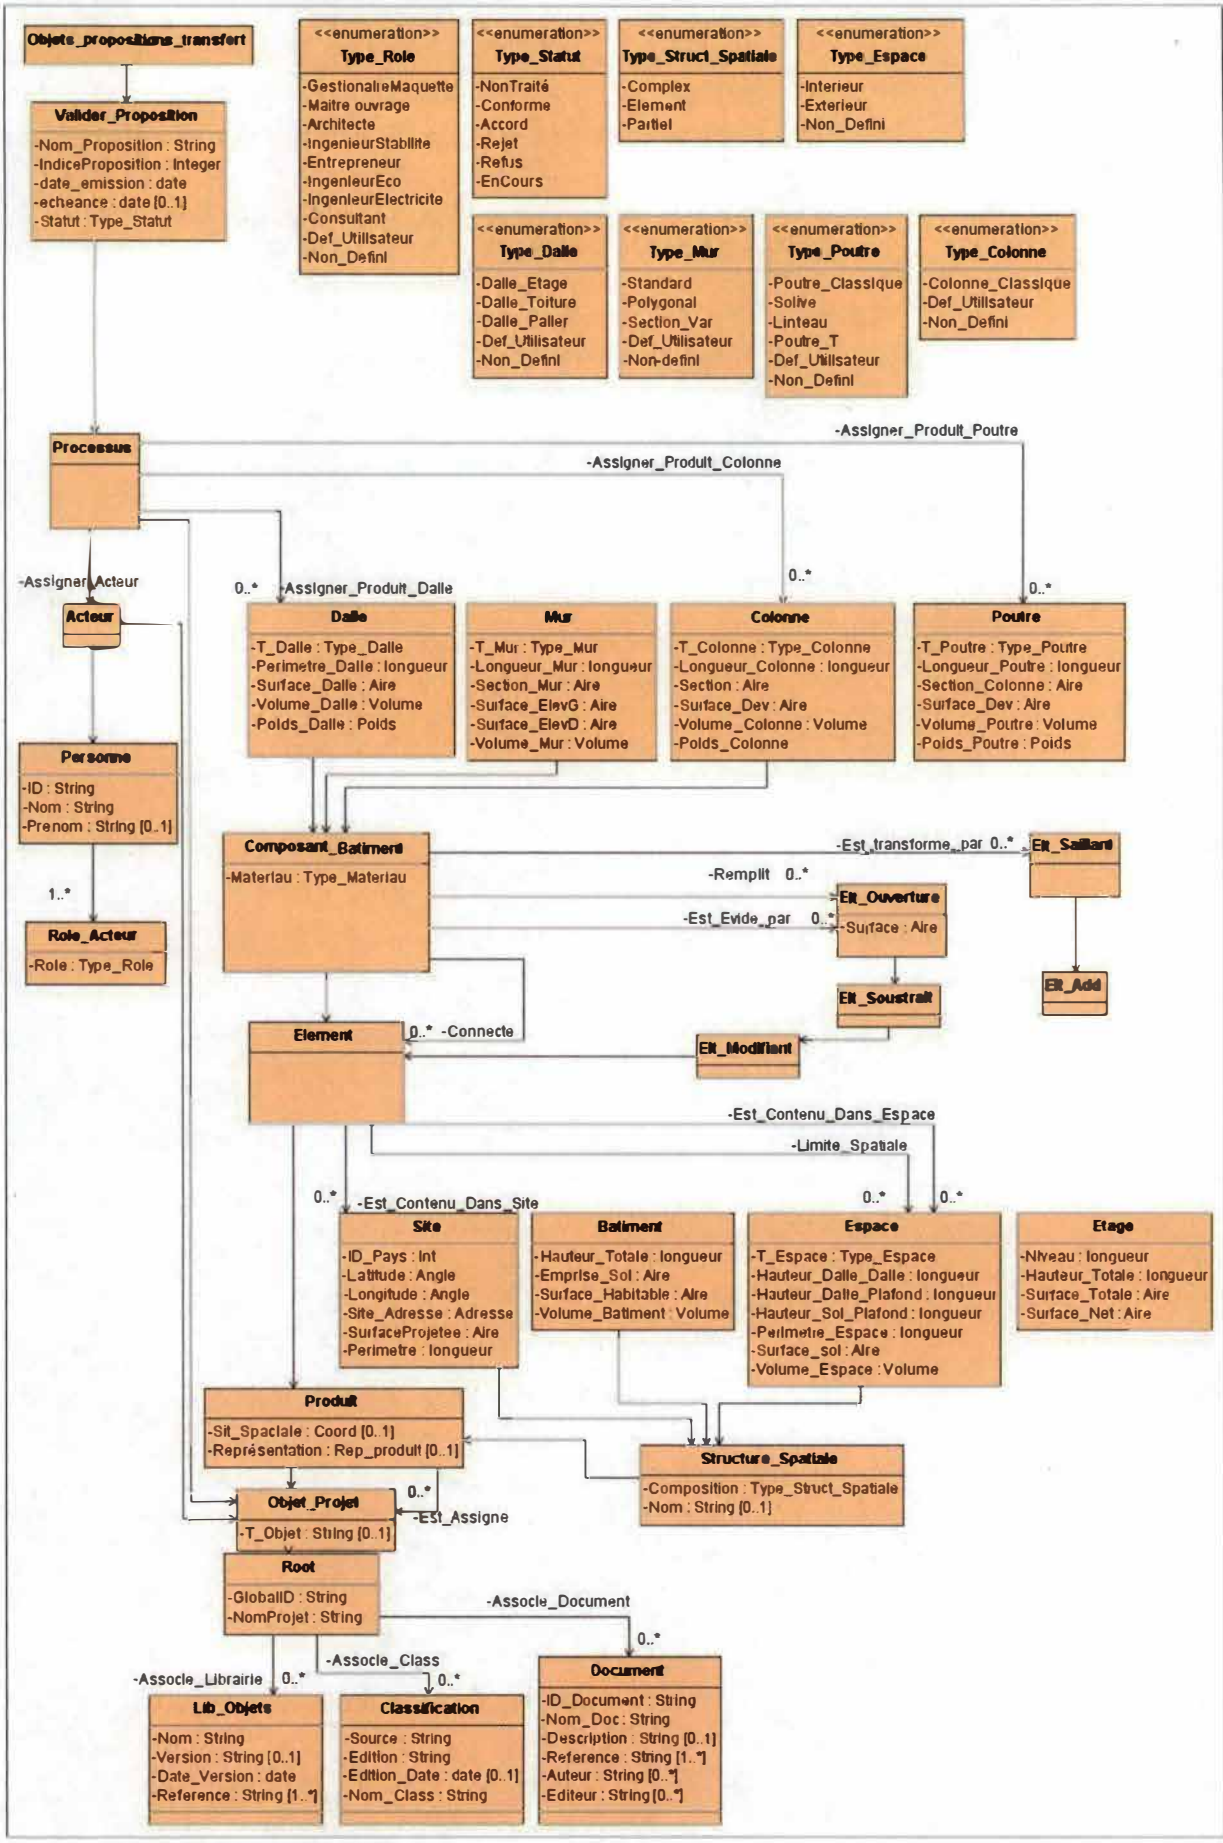 Objets_propositions_transfert
Valider_Proposition
-Nom_Proposition : String
-IndiceProposition : Integer
-date_emission : date
-echeance : date [0..1]
-Statut : Type_Statut
<<enumeration>>
Type_Role
-GestionaireMaquette
-Maitre ouvrage
-Architecte
-IngenieurStabilite
-Entrepreneur
-IngenieurEco
-IngenieurElectricite
-Consultant
-Def_Utilisateur
-Non_Defini
<<enumeration>>
Type_Statut
-NonTraité
-Conforme
-Accord
-Rejet
-Refus
-EnCours
<<enumeration>>
Type_Struct_Spatiale
-Complex
-Element
-Partiel
<<enumeration>>
Type_Espace
-Interieur
-Exterieur
-Non_Defini
<<enumeration>>
Type_Dalle
-Dalle_Etage
-Dalle_Toiture
-Dalle_Palier
-Def_Utilisateur
-Non_Defini
<<enumeration>>
Type_Mur
-Standard
-Polygonal
-Section_Var
-Def_Utilisateur
-Non-defini
<<enumeration>>
Type_Poutre
-Poutre_Classique
-Solive
-Linteau
-Poutre_T
-Def_Utilisateur
-Non_Defini
<<enumeration>>
Type_Colonne
-Colonne_Classique
-Def_Utilisateur
-Non_Defini
Processus
-Assigner_Produit_Poutre
-Assigner_Produit_Colonne
-Assigner_Acteur
0..*
-Assigner_Produit_Dalle
0..*
0..*
Acteur
Dalle
-T_Dalle : Type_Dalle
-Perimetre_Dalle : longueur
-Surface_Dalle : Aire
-Volume_Dalle : Volume
-Poids_Dalle : Poids
Mur
-T_Mur : Type_Mur
-Longueur_Mur : longueur
-Section_Mur : Aire
-Surface_ElevG : Aire
-Surface_ElevD : Aire
-Volume_Mur : Volume
Colonne
-T_Colonne : Type_Colonne
-Longueur_Colonne : longueur
-Section : Aire
-Surface_Dev : Aire
-Volume_Colonne : Volume
-Poids_Colonne
Poutre
-T_Poutre : Type_Poutre
-Longueur_Poutre : longueur
-Section_Colonne : Aire
-Surface_Dev : Aire
-Volume_Poutre : Volume
-Poids_Poutre : Poids
Personne
-ID : String
-Nom : String
-Prenom : String [0..1]
1..*
Role_Acteur
-Role : Type_Role
Composant_Batiment
-Materiau : Type_Materiau
-Est_transforme_par 0..*
Elt_Saillant
-Remplit 0..*
-Est_Evide_par 0..*
Elt_Ouverture
-Surface : Aire
Elt_Add
Elt_Soustrait
Elt_Modifiant
Element
0..* -Connecte
-Est_Contenu_Dans_Espace
-Limite_Spatiale
0..*
-Est_Contenu_Dans_Site
0..*
0..*
Site
-ID_Pays : Int
-Latitude : Angle
-Longitude : Angle
-Site_Adresse : Adresse
-SurfaceProjetee : Aire
-Perimetre : longueur
Batiment
-Hauteur_Totale : longueur
-Emprise_Sol : Aire
-Surface_Habitable : Aire
-Volume_Batiment : Volume
Espace
-T_Espace : Type_Espace
-Hauteur_Dalle_Dalle : longueur
-Hauteur_Dalle_Plafond : longueur
-Hauteur_Sol_Plafond : longueur
-Perimetre_Espace : longueur
-Surface_sol : Aire
-Volume_Espace : Volume
Etage
-Niveau : longueur
-Hauteur_Totale : longueur
-Surface_Totale : Aire
-Surface_Net : Aire
Produit
-Sit_Spaciale : Coord [0..1]
-Représentation : Rep_produit [0..1]
Structure_Spatiale
-Composition : Type_Struct_Spatiale
-Nom : String [0..1]
0..*
-Est_Assigne
Objet_Projet
-T_Objet : String [0..1]
Root
-GlobalID : String
-NomProjet : String
-Associe_Document
0..*
-Associe_Librairie 0..*
-Associe_Class
0..*
Lib_Objets
-Nom : String
-Version : String [0..1]
-Date_Version : date
-Reference : String [1..*]
Classification
-Source : String
-Edition : String
-Edition_Date : date [0..1]
-Nom_Class : String
Document
-ID_Document : String
-Nom_Doc : String
-Description : String [0..1]
-Reference : String [1..*]
-Auteur : String [0..*]
-Editeur : String [0..*]